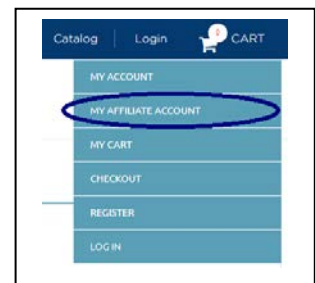 Catalog Login 0 CART
MY ACCOUNT
MY AFFILIATE ACCOUNT
MY CART
CHECKOUT
REGISTER
LOG IN